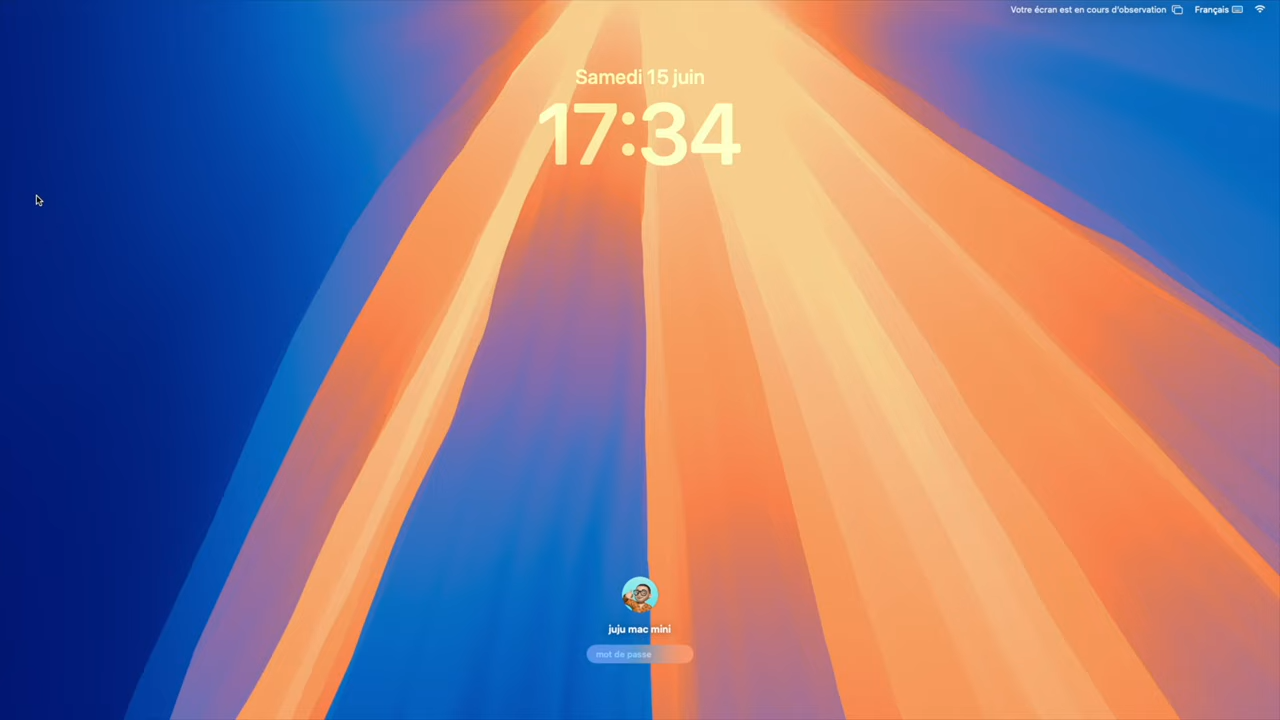 Votre écran est en cours d'observation Français
Samedi 15 juin
17:34
juju mac mini
mot de passe